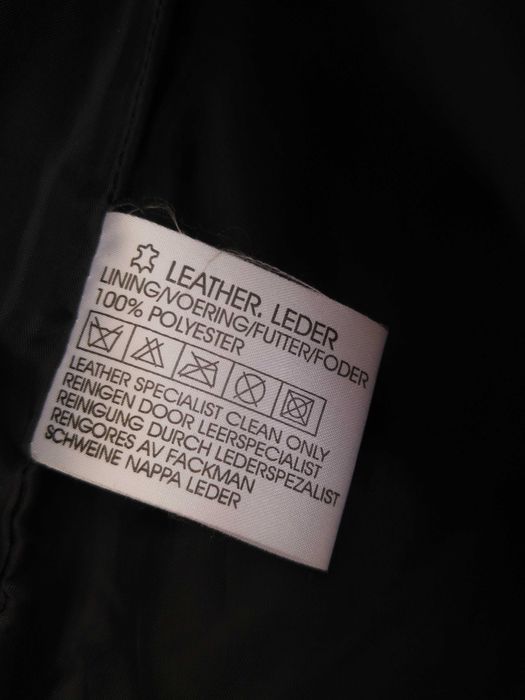 LEATHER. LEDER
LINING/VOERING/FUTTER/FODER
100% POLYESTER
LEATHER SPECIALIST CLEAN ONLY
REINIGEN DOOR LEERSPECIALIST
REINIGUNG DURCH LEDERSPEZALIST
RENGORES AV FACKMAN
SCHWEINE NAPPA LEDER